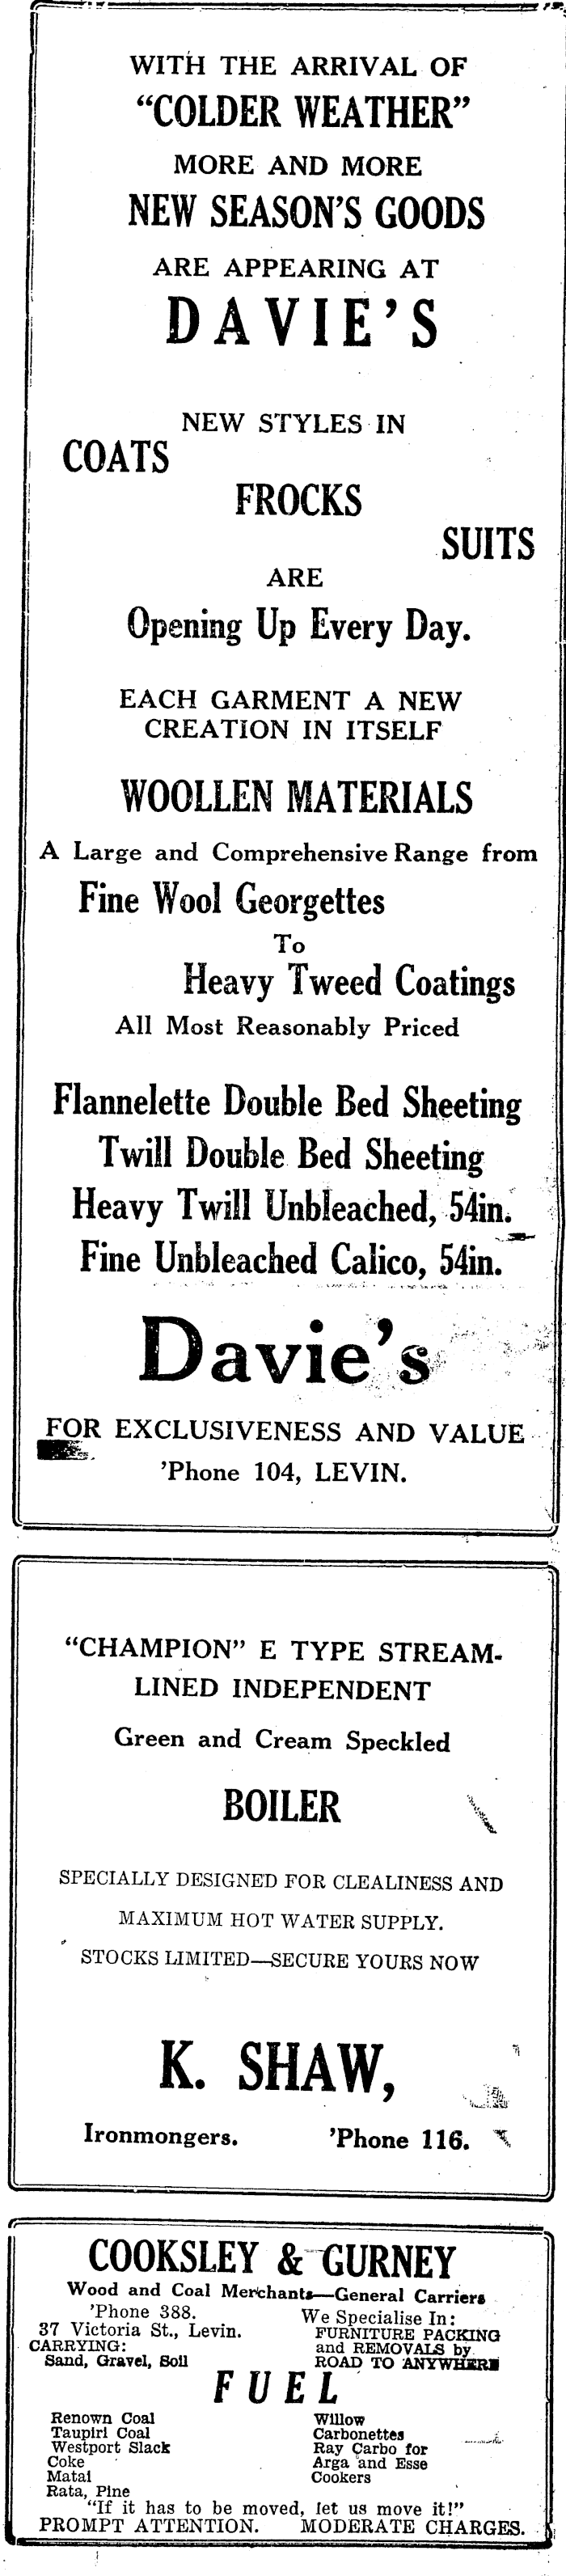 WITH THE ARRIVAL OF
“COLDER WEATHER”
MORE AND MORE
NEW SEASON’S GOODS
ARE APPEARING AT
DAVIE’S
NEW STYLES IN
COATS
FROCKS
SUITS
ARE
Opening Up Every Day.
EACH GARMENT A NEW
CREATION IN ITSELF
WOOLLEN MATERIALS
A Large and Comprehensive Range from
Fine Wool Georgettes
To
Heavy Tweed Coatings
All Most Reasonably Priced
Flannelette Double Bed Sheeting
Twill Double Bed Sheeting
Heavy Twill Unbleached, 54in.
Fine Unbleached Calico, 54in.
Davie’s
FOR EXCLUSIVENESS AND VALUE
’Phone 104, LEVIN.
“CHAMPION” E TYPE STREAM-
LINED INDEPENDENT
Green and Cream Speckled
BOILER
SPECIALLY DESIGNED FOR CLEALINESS AND
MAXIMUM HOT WATER SUPPLY.
STOCKS LIMITED—SECURE YOURS NOW
K. SHAW,
Ironmongers. ’Phone 116.
COOKSLEY & GURNEY
Wood and Coal Merchants—General Carriers
’Phone 388.
37 Victoria St., Levin.
CARRYING:
Sand, Gravel, Soil
We Specialise In:
FURNITURE PACKING
and REMOVALS by
ROAD TO ANYWHERE
FUEL
Renown Coal
Taupiri Coal
Westport Slack
Coke
Matai
Rata, Pine
Willow
Carbonettes
Ray Carbo for
Arga and Esse
Cookers
“If it has to be moved, let us move it!”
PROMPT ATTENTION. MODERATE CHARGES.